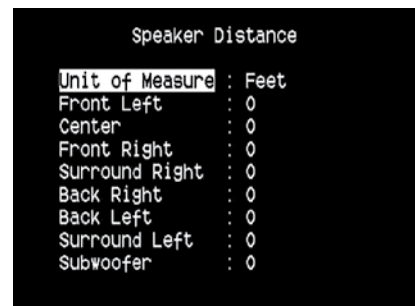 Speaker Distance
Unit of Measure : Feet
Front Left : 0
Center : 0
Front Right : 0
Surround Right : 0
Back Right : 0
Back Left : 0
Surround Left : 0
Subwoofer : 0